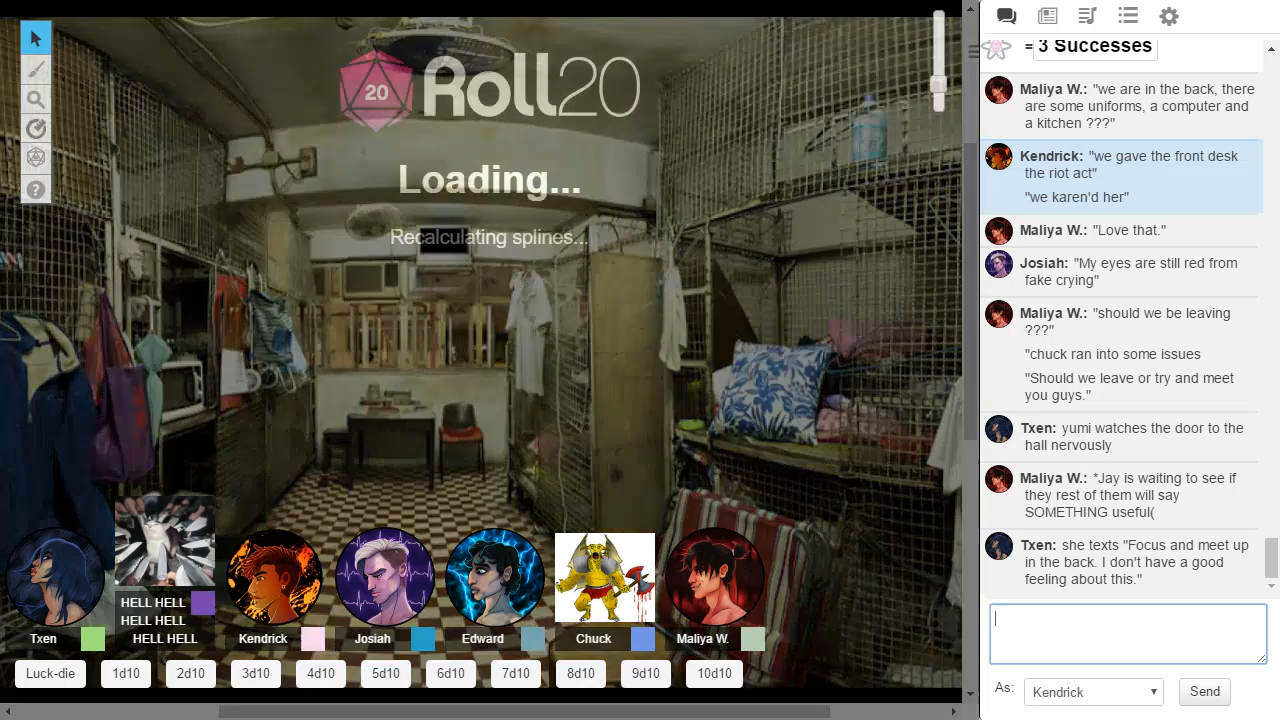 20
Roll20
Loading...
Recalculating splines...
= 3 Successes
Maliya W.: "we are in the back, there
are some uniforms, a computer and
a kitchen ???"
Kendrick: "we gave the front desk
the riot act"
"we karen'd her"
Maliya W.: "Love that."
Josiah: "My eyes are still red from
fake crying"
Maliya W.: "should we be leaving
???"
"chuck ran into some issues
"Should we leave or try and meet
you guys."
Txen: yumi watches the door to the
hall nervously
Maliya W.: *Jay is waiting to see if
they rest of them will say
SOMETHING useful(
Txen: she texts "Focus and meet up
in the back. I don't have a good
feeling about this."
As:
Kendrick
Send
Txen
HELL HELL
HELL HELL
HELL HELL
Kendrick
Josiah
Edward
Chuck
Maliya W.
Luck-die
1d10
2d10
3d10
4d10
5d10
6d10
7d10
8d10
9d10
10d10